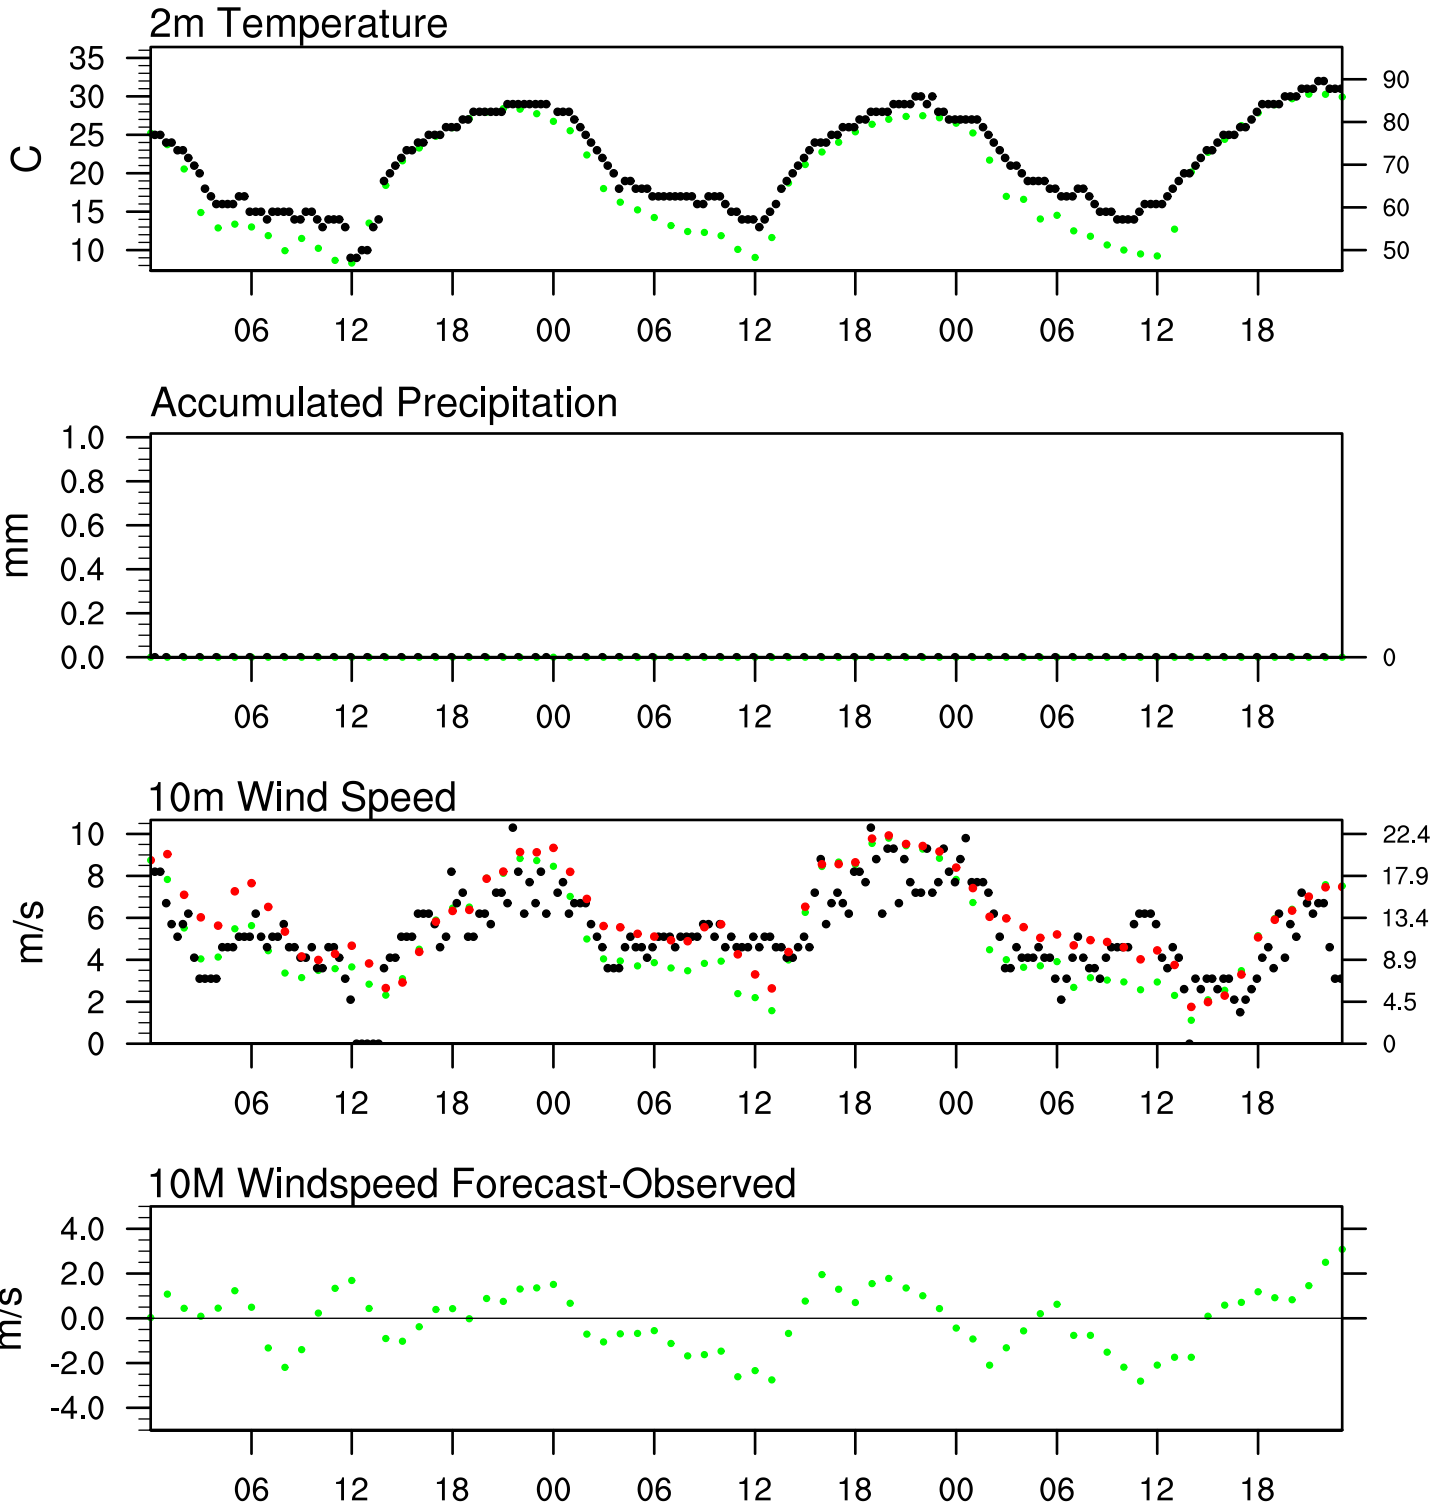 2m Temperature
35
30
25
20
15
10
C
90
80
70
60
50
06 12 18 00 06 12 18 00 06 12 18
Accumulated Precipitation
1.0
0.8
0.6
0.4
0.2
0.0
mm
0
06 12 18 00 06 12 18 00 06 12 18
10m Wind Speed
10
8
6
4
2
0
m/s
22.4
17.9
13.4
8.9
4.5
0
06 12 18 00 06 12 18 00 06 12 18
10M Windspeed Forecast-Observed
4.0
2.0
0.0
-2.0
-4.0
m/s
06 12 18 00 06 12 18 00 06 12 18